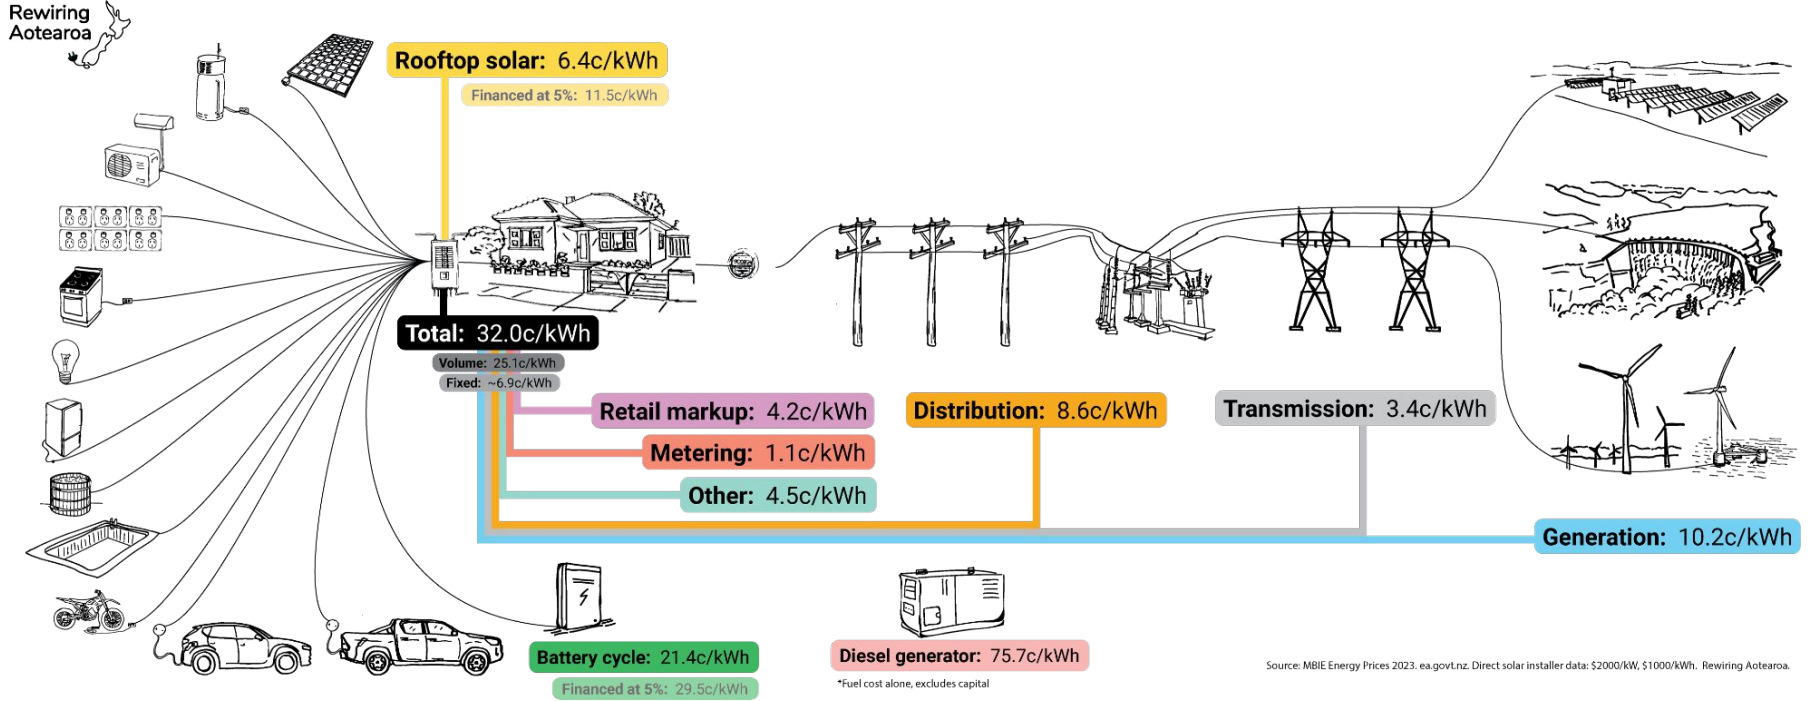 Rewiring
Aotearoa
Rooftop solar: 6.4c/kWh
Financed at 5%: 11.5c/kWh
Total: 32.0c/kWh
Volume: 25.1c/kWh
Fixed: ~6.9c/kWh
Retail markup: 4.2c/kWh
Distribution: 8.6c/kWh
Transmission: 3.4c/kWh
Metering: 1.1c/kWh
Other: 4.5c/kWh
Generation: 10.2c/kWh
Battery cycle: 21.4c/kWh
Financed at 5%: 29.5c/kWh
Diesel generator: 75.7c/kWh
*Fuel cost alone, excludes capital
Source: MBIE Energy Prices 2023. ea.govt.nz. Direct solar installer data: $2000/kW, $1000/kWh. Rewiring Aotearoa.